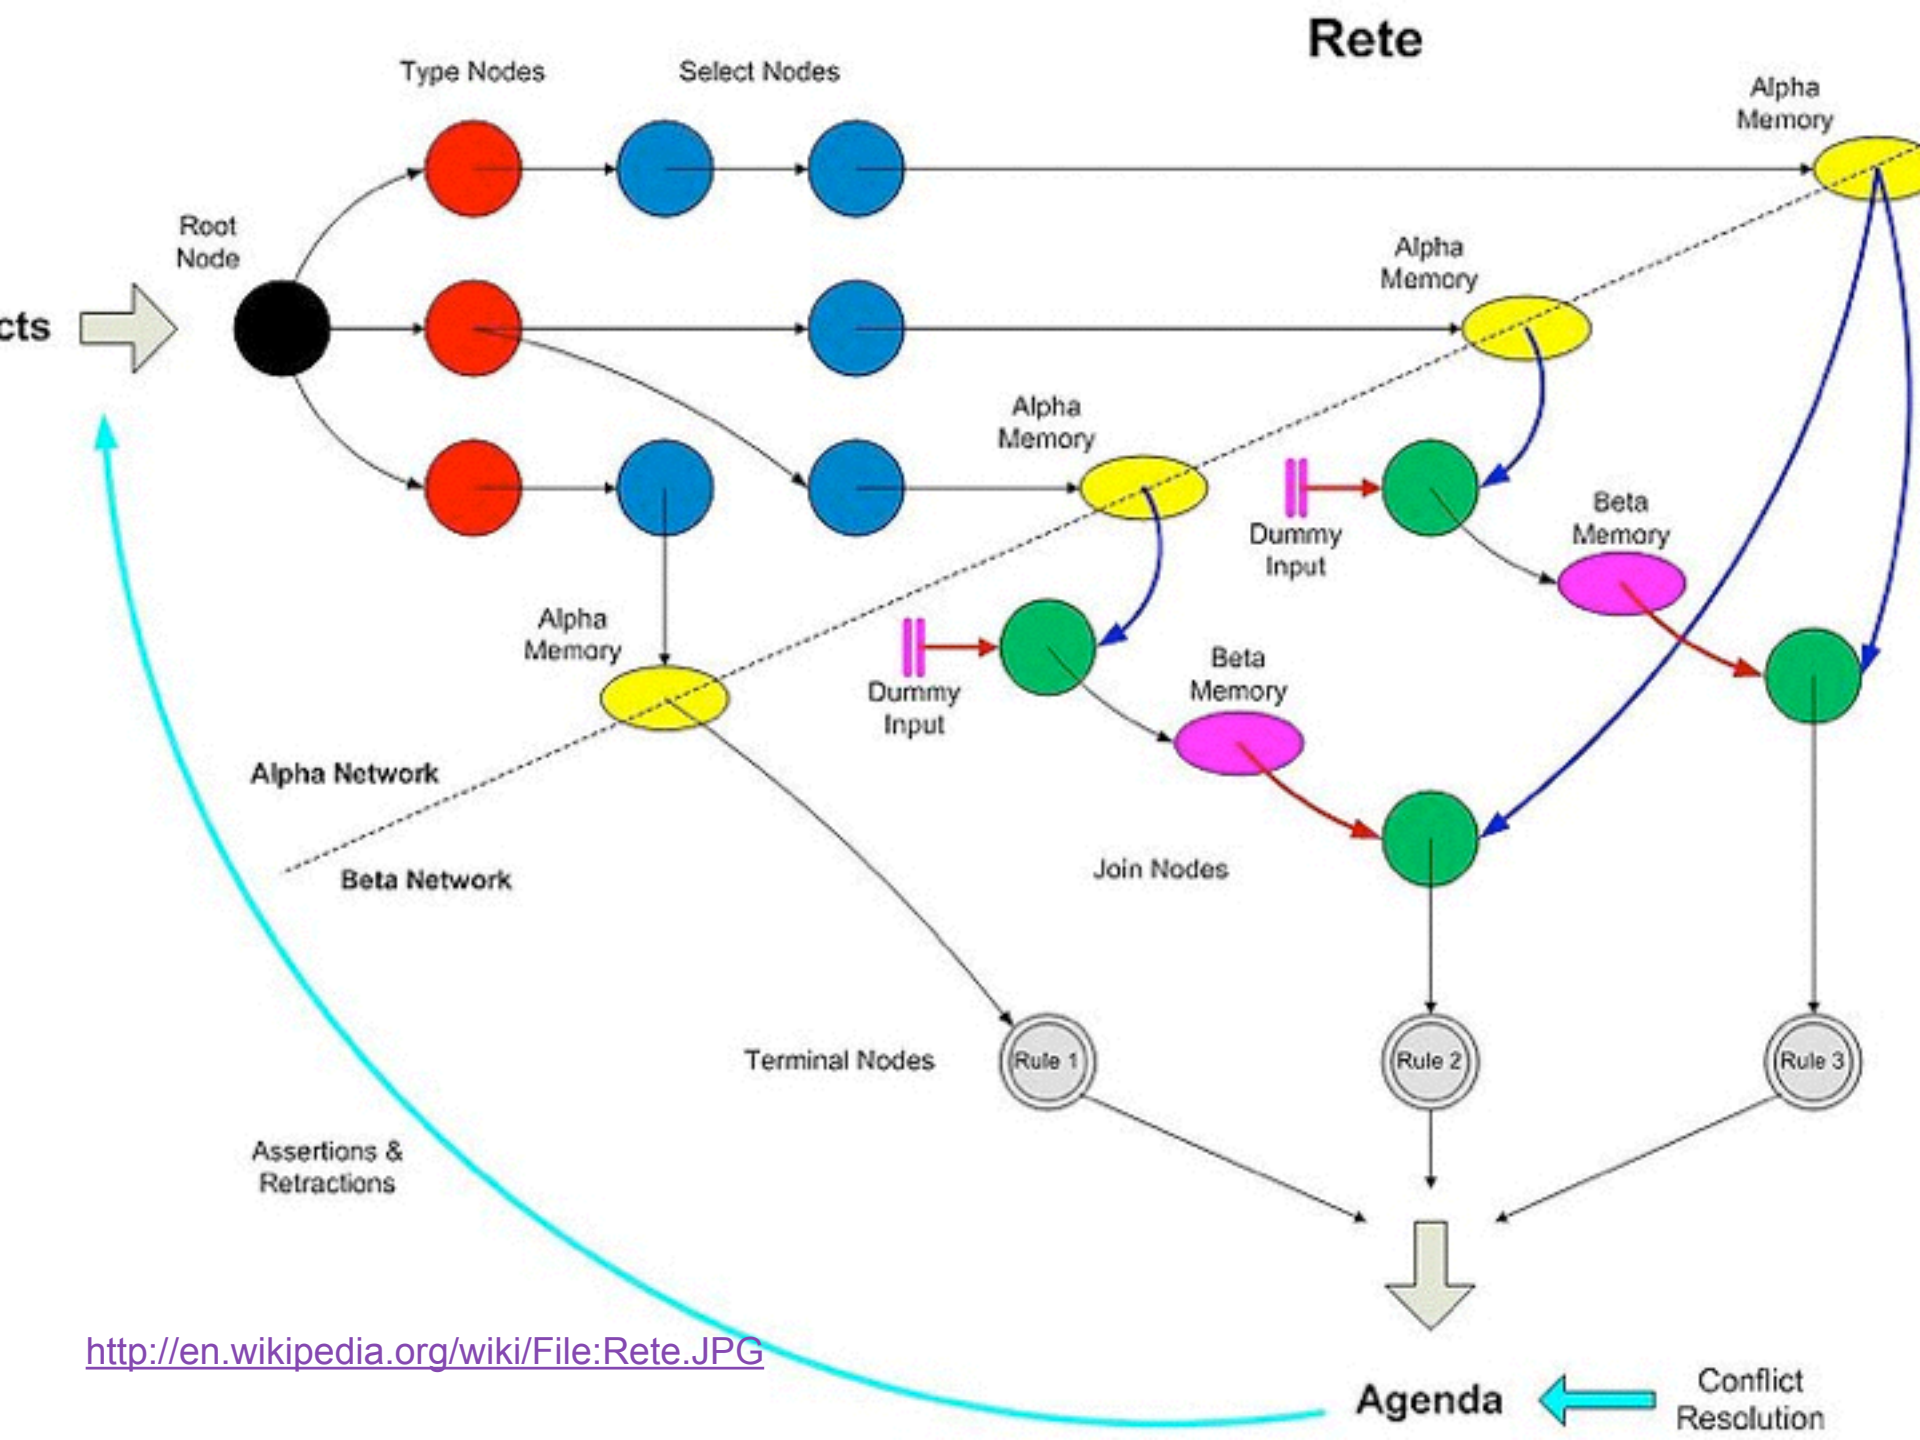 Rete
Type Nodes
Select Nodes
Alpha
Memory
Root
Node
Alpha
Memory
cts
Alpha
Memory
Dummy
Input
Beta
Memory
Alpha
Memory
Dummy
Input
Beta
Memory
Alpha Network
Beta Network
Join Nodes
Terminal Nodes
Rule 1
Rule 2
Rule 3
Assertions &
Retractions
http://en.wikipedia.org/wiki/File:Rete.JPG
Agenda
Conflict
Resolution